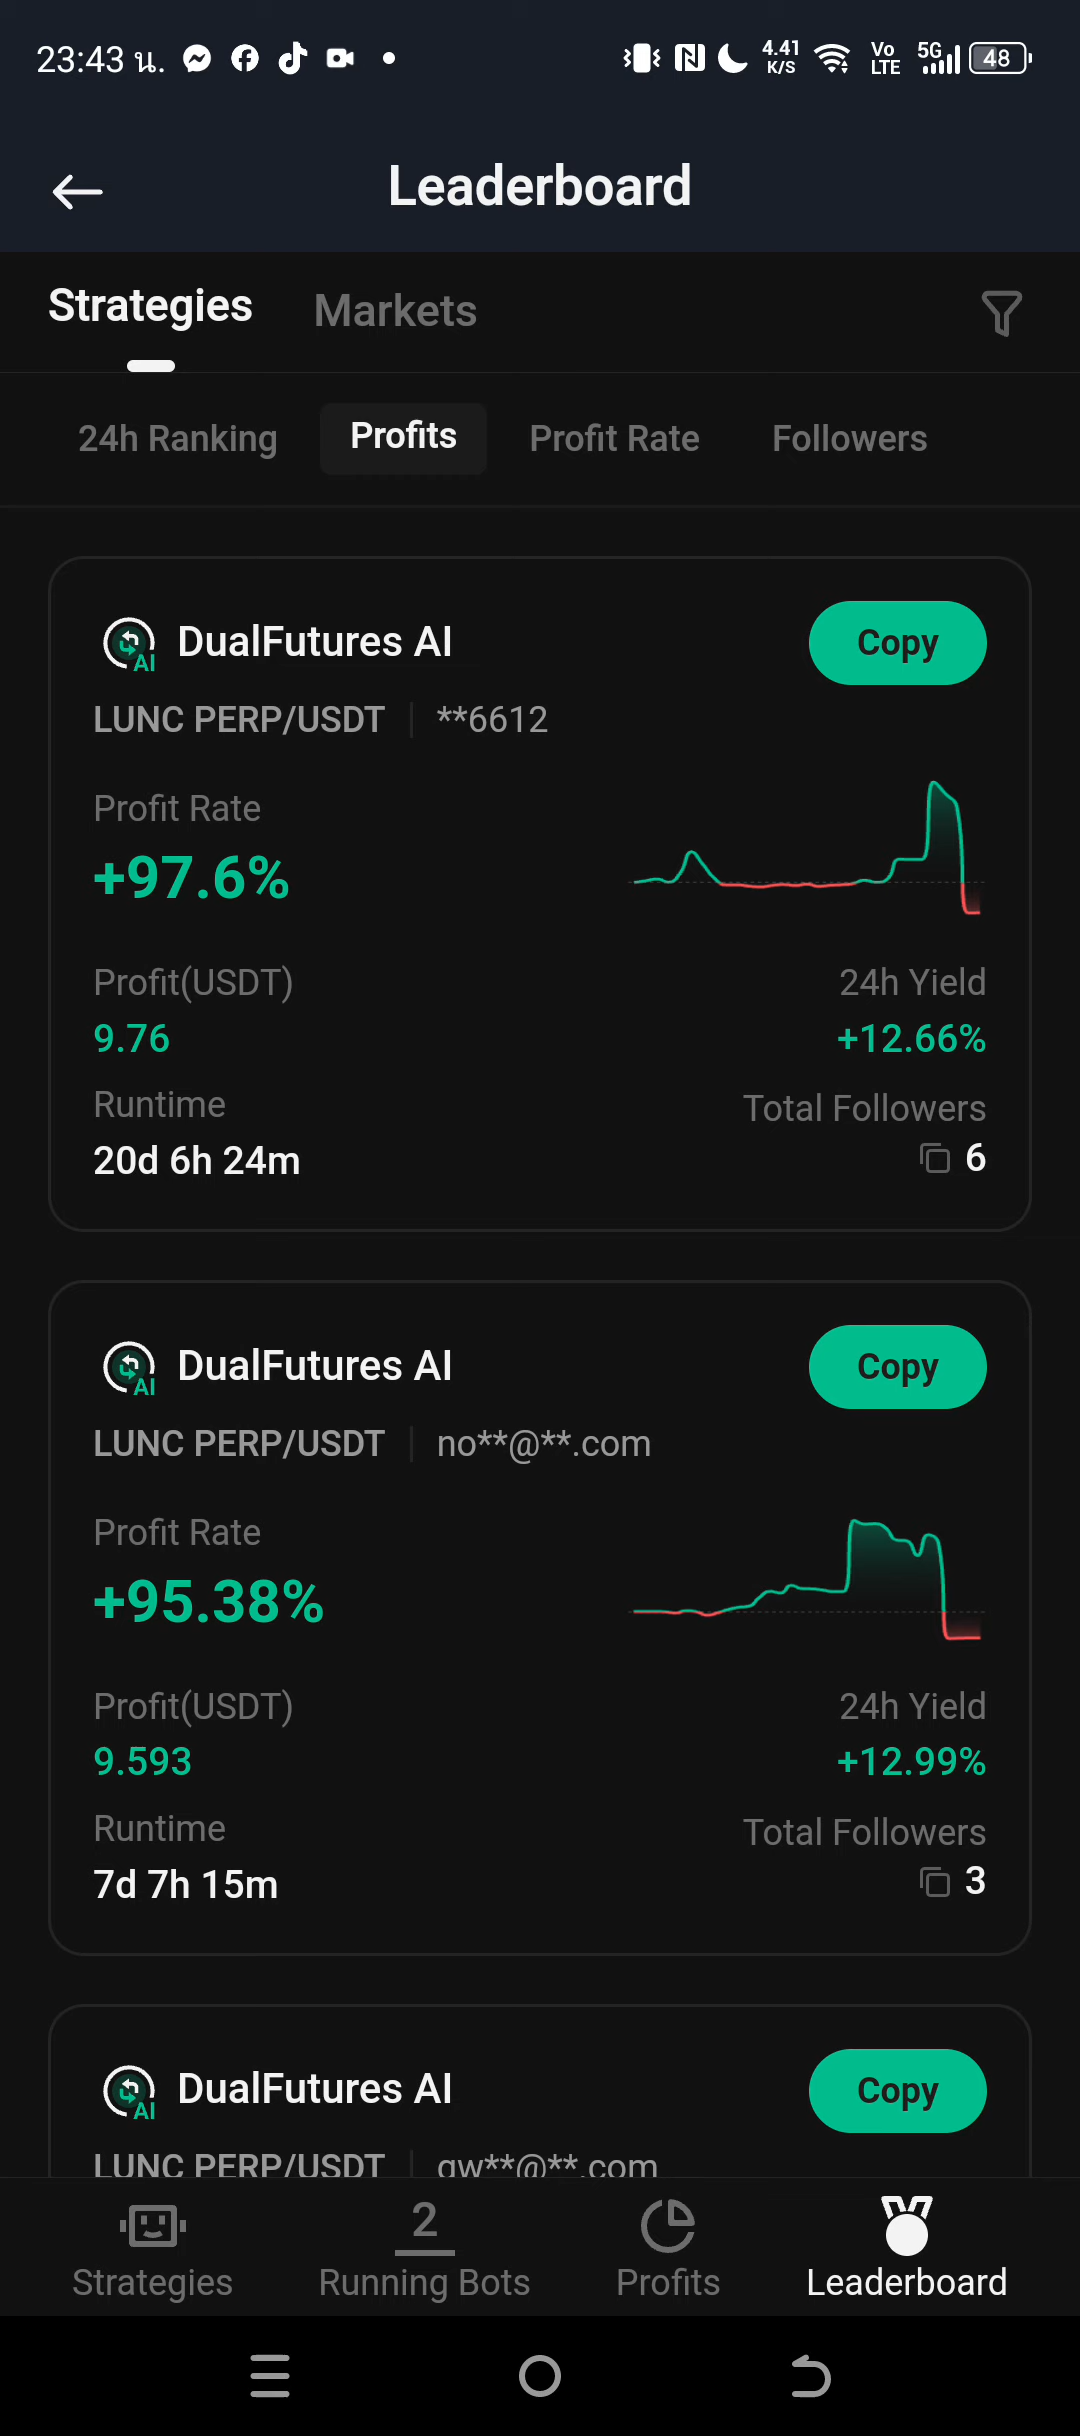 23:43 น. 4.41 K/S Vo LTE 5G 48
Leaderboard
Strategies Markets
24h Ranking Profits Profit Rate Followers
DualFutures AI Copy
LUNC PERP/USDT **6612
Profit Rate
+97.6%
Profit(USDT) 24h Yield
9.76 +12.66%
Runtime Total Followers
20d 6h 24m 6
DualFutures AI Copy
LUNC PERP/USDT no**@**.com
Profit Rate
+95.38%
Profit(USDT) 24h Yield
9.593 +12.99%
Runtime Total Followers
7d 7h 15m 3
DualFutures AI Copy
LUNC PERP/USDT
2
Strategies Running Bots Profits Leaderboard